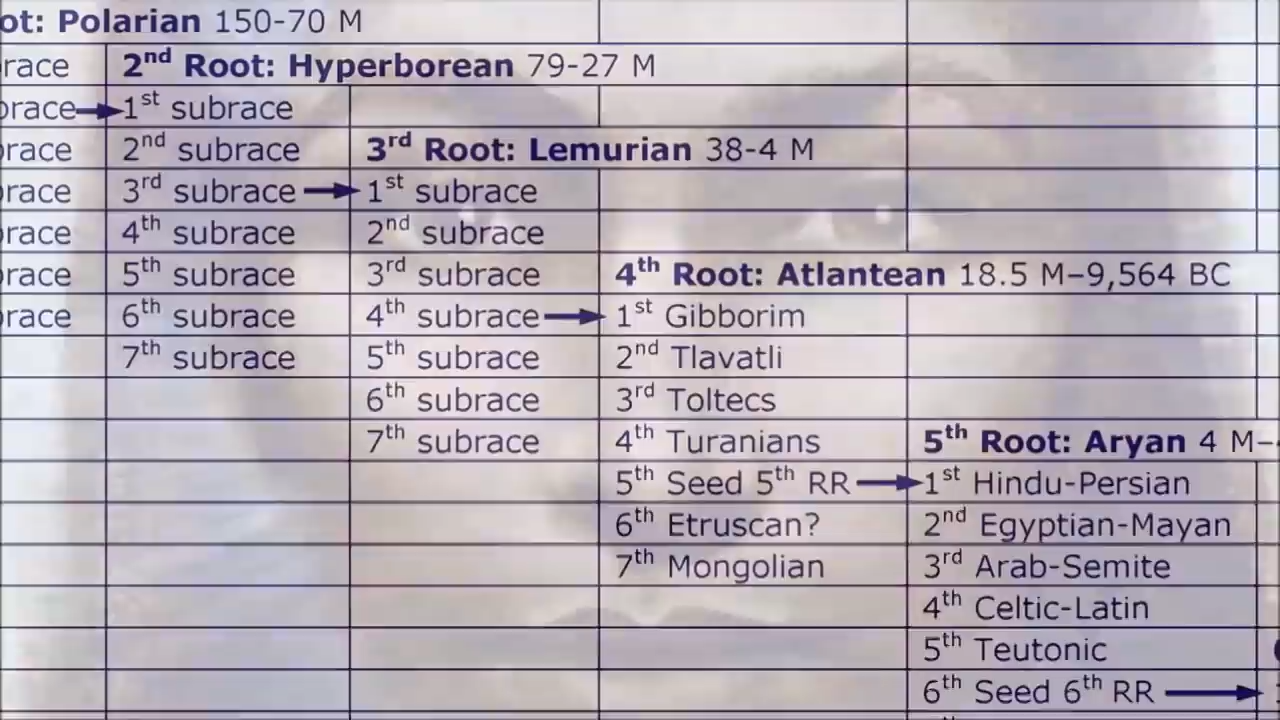 ot: Polarian 150-70 M
race 2nd Root: Hyperborean 79-27 M
brace 1st subrace
race 2nd subrace 3rd Root: Lemurian 38-4 M
race 3rd subrace 1st subrace
race 4th subrace 2nd subrace
race 5th subrace 3rd subrace 4th Root: Atlantean 18.5 M–9,564 BC
race 6th subrace 4th subrace 1st Gibborim
7th subrace 5th subrace 2nd Tlavatli
6th subrace 3rd Toltecs
7th subrace 4th Turanians 5th Root: Aryan 4 M–
5th Seed 5th RR 1st Hindu-Persian
6th Etruscan? 2nd Egyptian-Mayan
7th Mongolian 3rd Arab-Semite
4th Celtic-Latin
5th Teutonic
6th Seed 6th RR